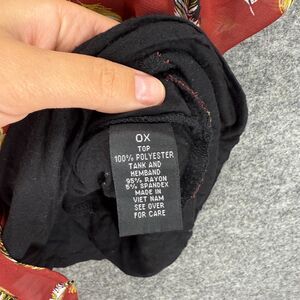 0X
TOP
100% POLYESTER
TANK AND
HEMBAND
95% RAYON
5% SPANDEX
MADE IN
VIET NAM
SEE OVER
FOR CARE